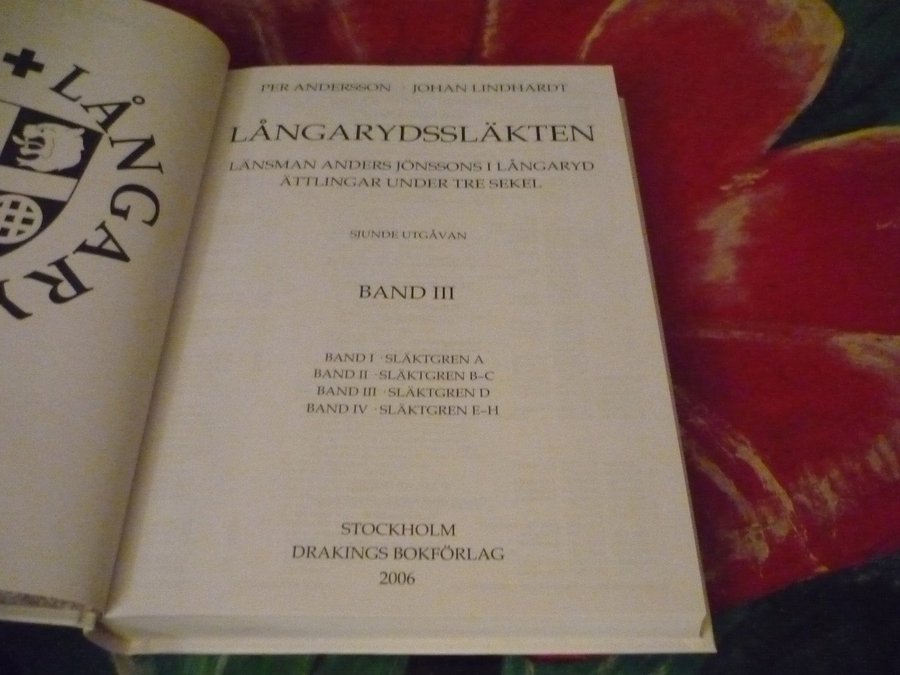 LÅNGARY
PER ANDERSSON · JOHAN LINDHARDT
LÅNGARYDSSLÄKTEN
LÄNSMAN ANDERS JÖNSSONS I LÅNGARYD
ÄTTLINGAR UNDER TRE SEKEL
SJUNDE UTGÅVAN
BAND III
BAND I · SLÄKTGREN A
BAND II · SLÄKTGREN B–C
BAND III · SLÄKTGREN D
BAND IV · SLÄKTGREN E–H
STOCKHOLM
DRAKINGS BOKFÖRLAG
2006